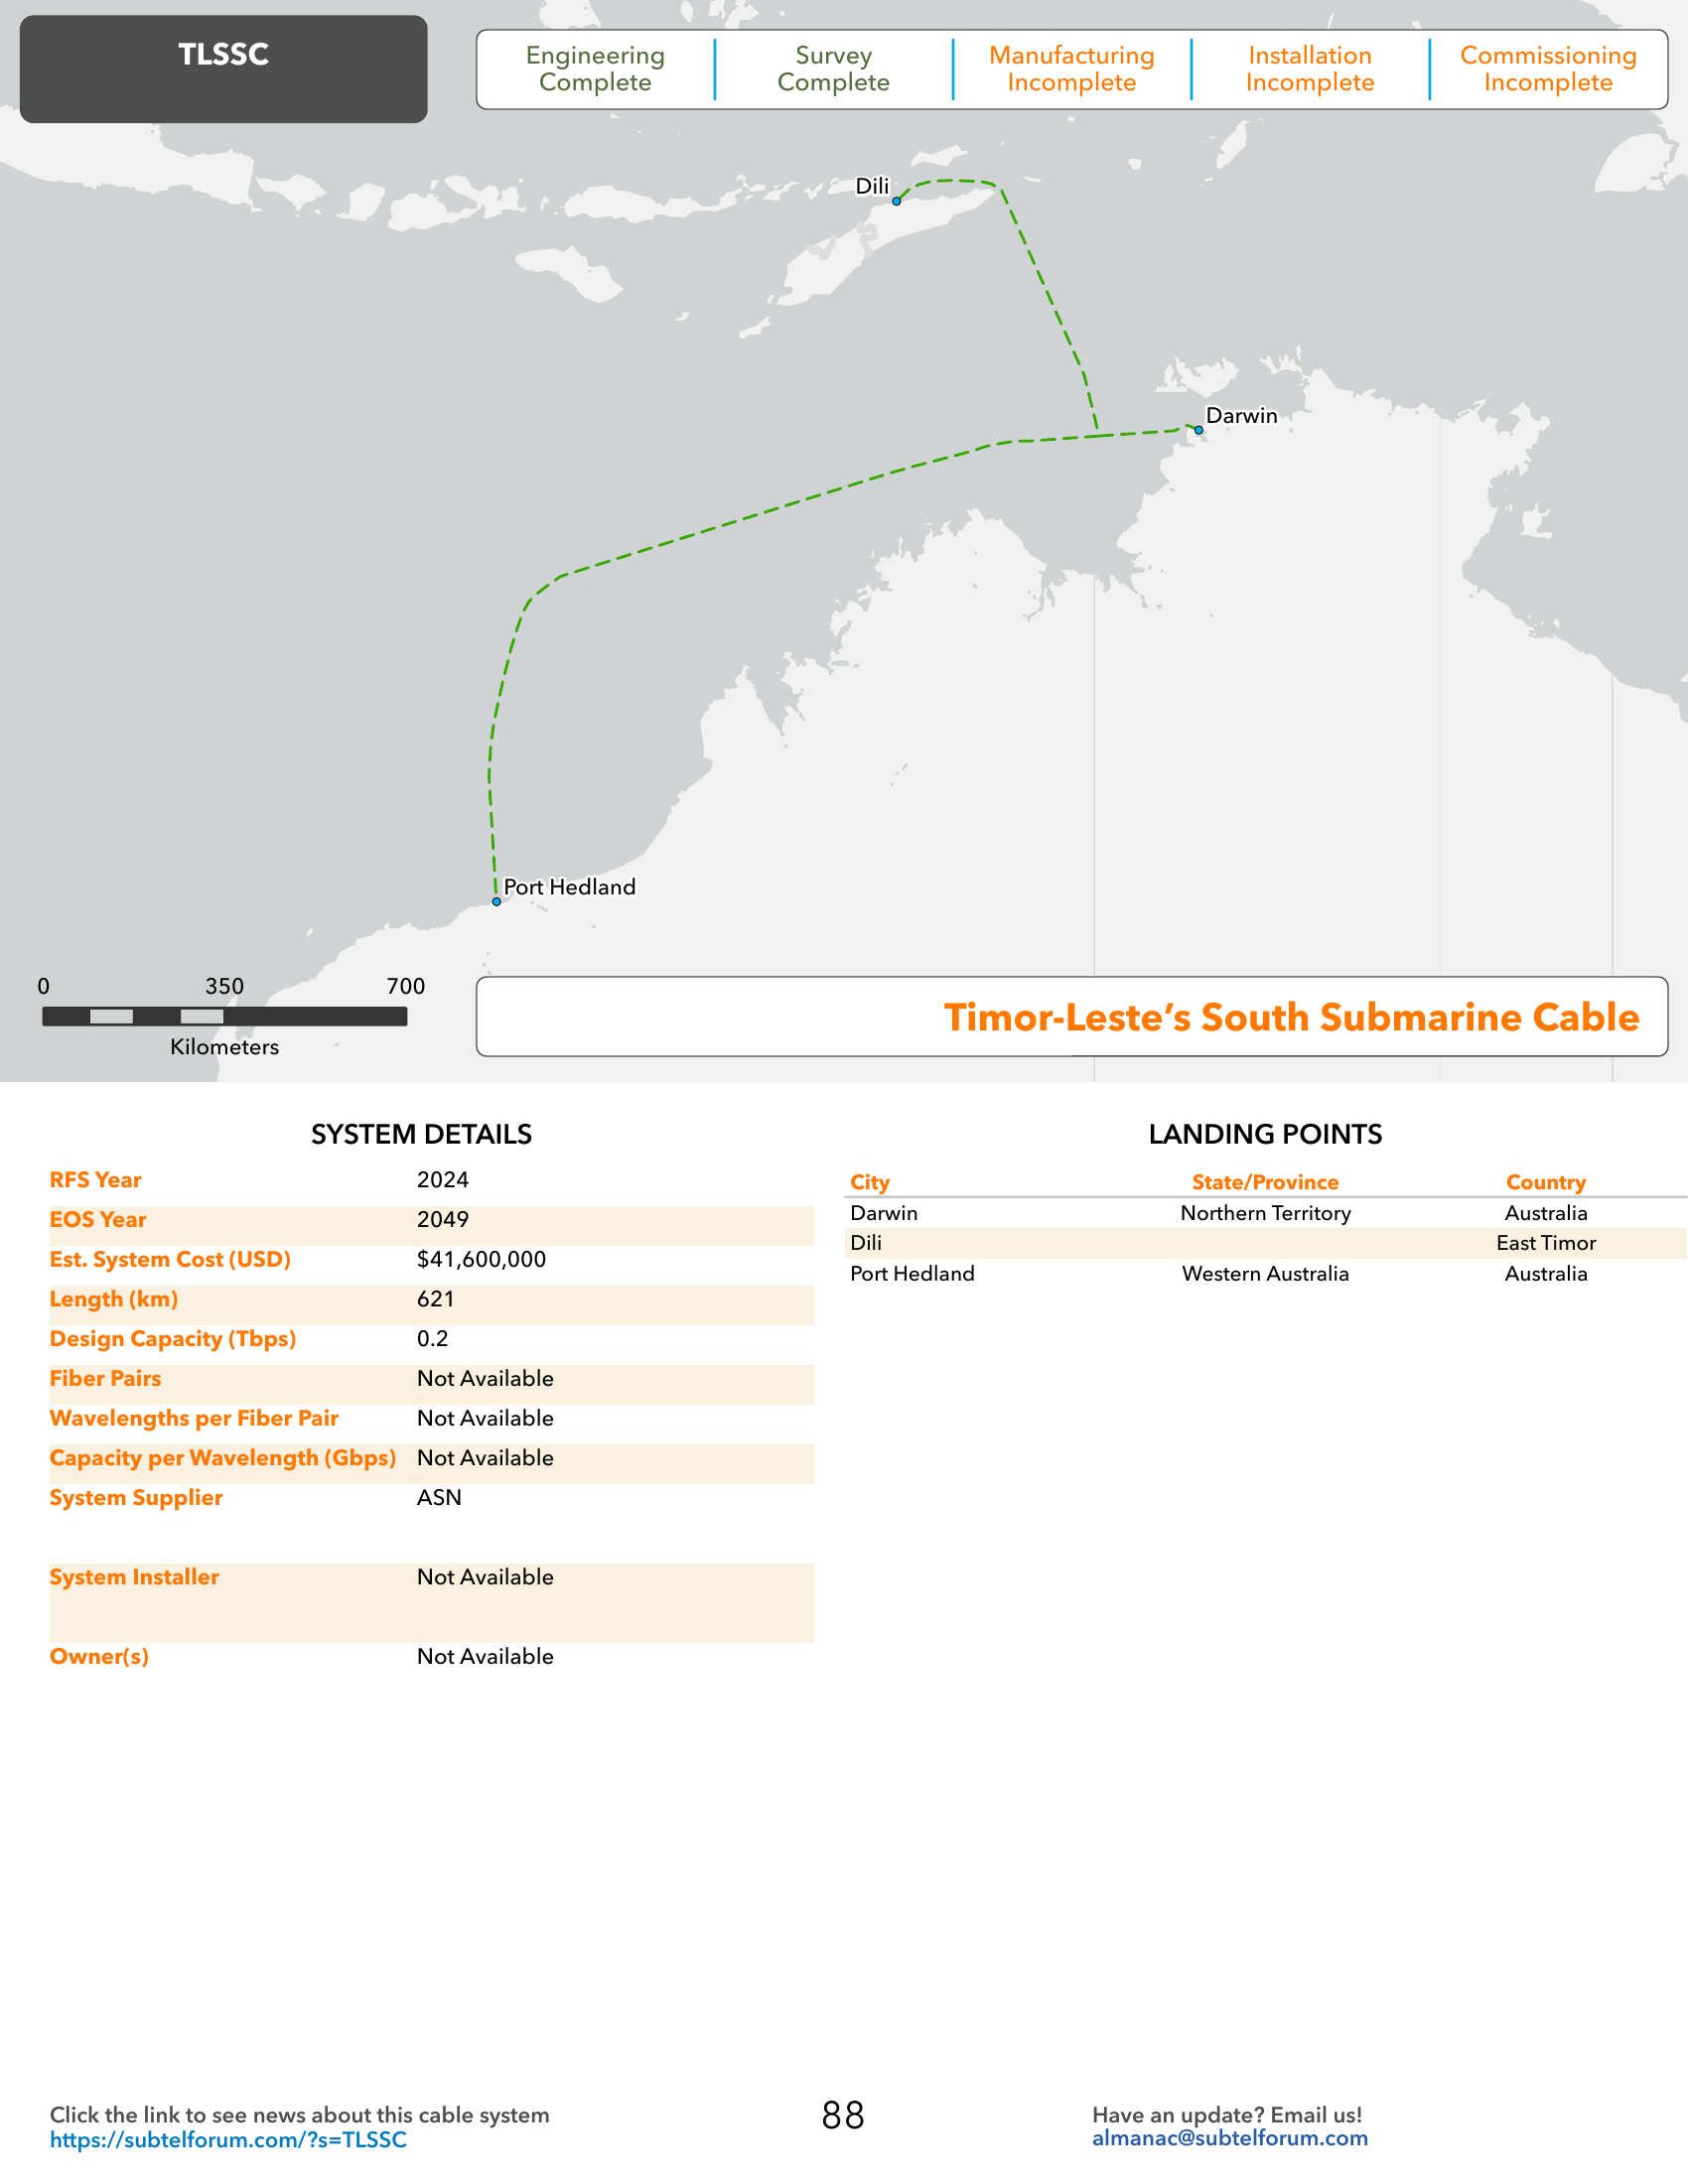 TLSSC
Engineering
Complete
Survey
Complete
Manufacturing
Incomplete
Installation
Incomplete
Commissioning
Incomplete
Dili
Darwin
Port Hedland
0 350 700
Kilometers
Timor-Leste‘s South Submarine Cable
SYSTEM DETAILS
RFS Year 2024
EOS Year 2049
Est. System Cost (USD) $41,600,000
Length (km) 621
Design Capacity (Tbps) 0.2
Fiber Pairs Not Available
Wavelengths per Fiber Pair Not Available
Capacity per Wavelength (Gbps) Not Available
System Supplier ASN
System Installer Not Available
Owner(s) Not Available
LANDING POINTS
City State/Province Country
Darwin Northern Territory Australia
Dili East Timor
Port Hedland Western Australia Australia
Click the link to see news about this cable system
https://subtelforum.com/?s=TLSSC
88
Have an update? Email us!
almanac@subtelforum.com